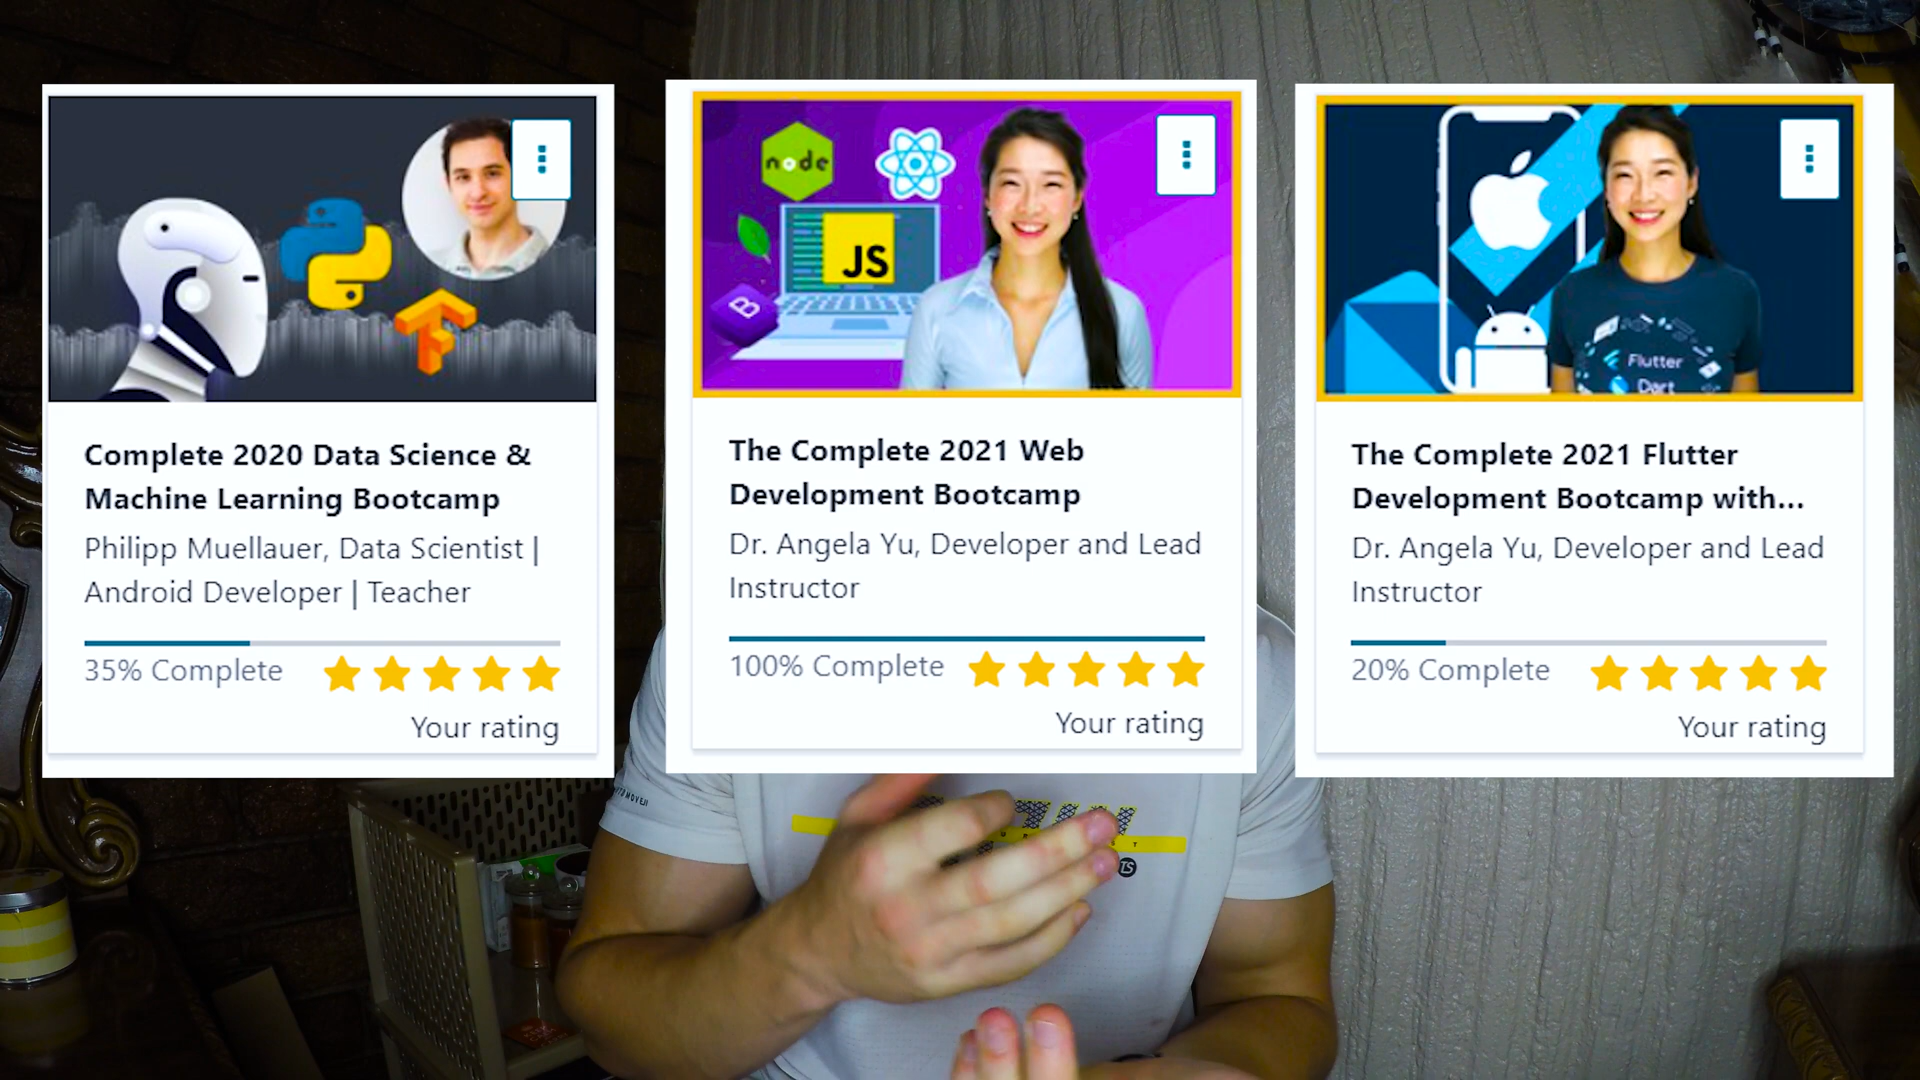 Complete 2020 Data Science &
Machine Learning Bootcamp
Philipp Muellauer, Data Scientist |
Android Developer | Teacher
35% Complete
Your rating
node
JS
B
The Complete 2021 Web
Development Bootcamp
Dr. Angela Yu, Developer and Lead
Instructor
100% Complete
Your rating
Flutter
Dart
The Complete 2021 Flutter
Development Bootcamp with...
Dr. Angela Yu, Developer and Lead
Instructor
20% Complete
Your rating